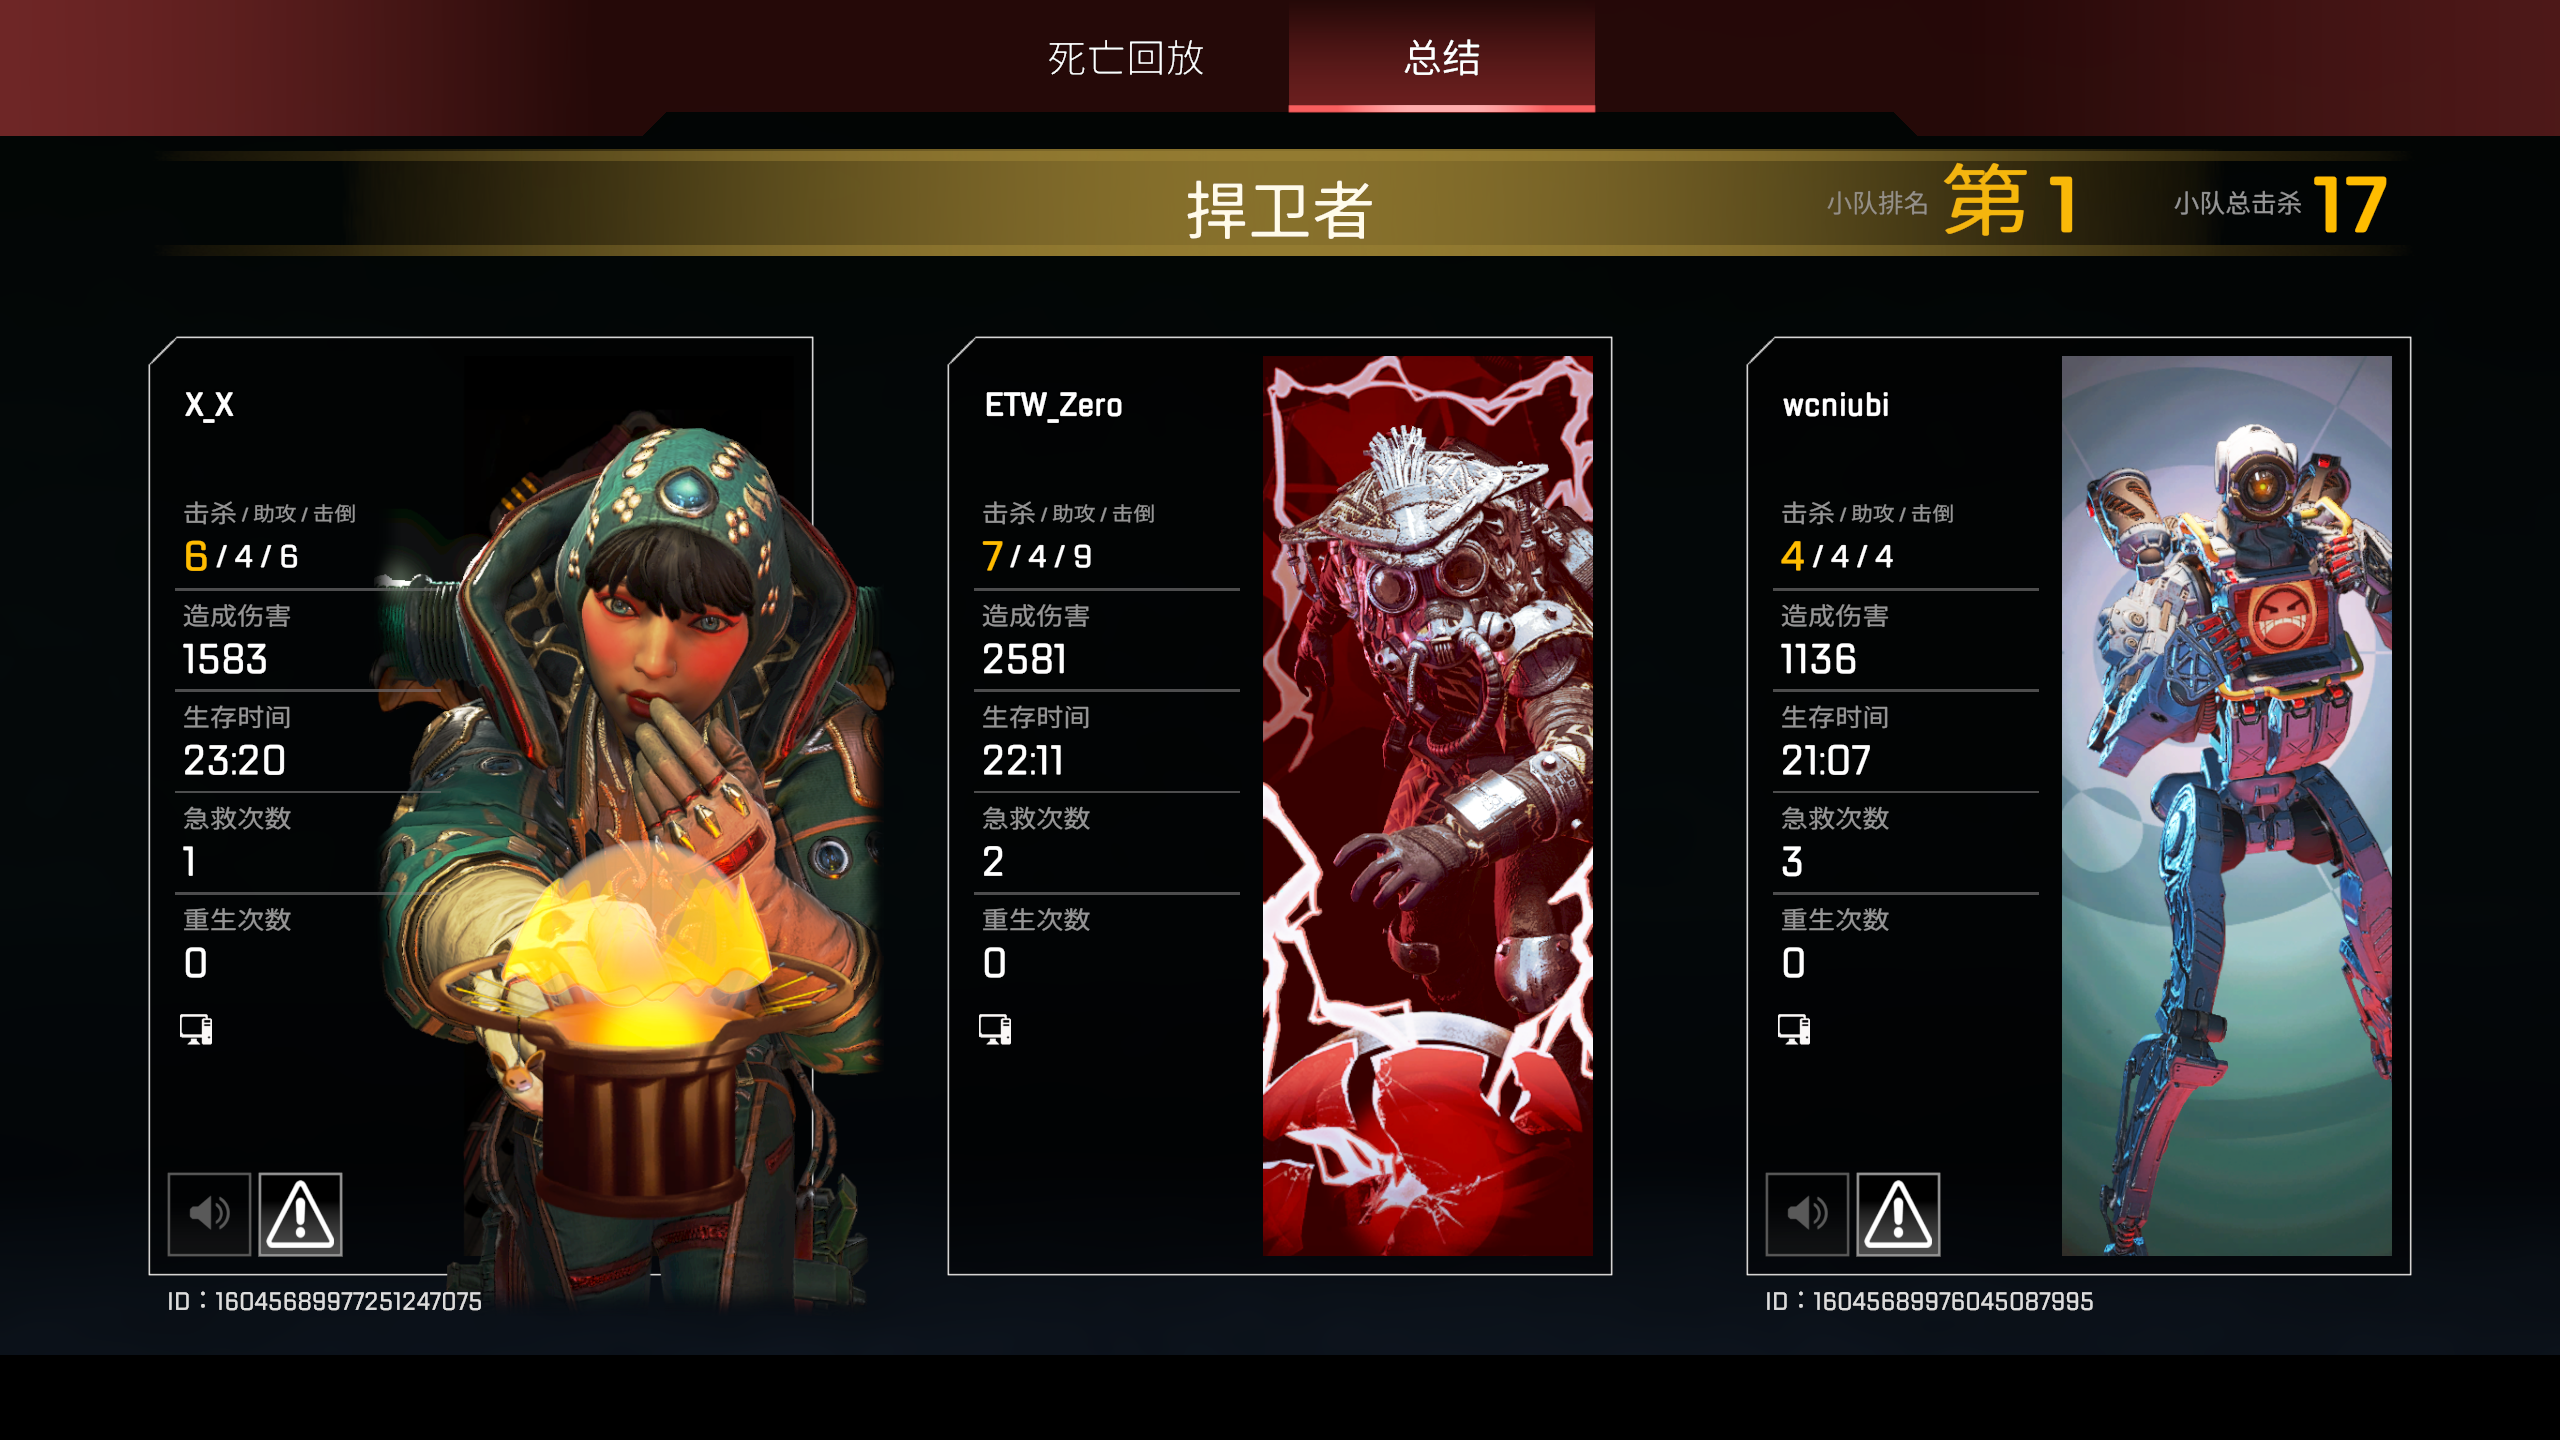 死亡回放
总结
捍卫者
小队排名 第 1
小队总击杀 17
X_X
击杀 / 助攻 / 击倒
6 / 4 / 6
造成伤害
1583
生存时间
23:20
急救次数
1
重生次数
0
ID：16045689977251247075
ETW_Zero
击杀 / 助攻 / 击倒
7 / 4 / 9
造成伤害
2581
生存时间
22:11
急救次数
2
重生次数
0
wcniubi
击杀 / 助攻 / 击倒
4 / 4 / 4
造成伤害
1136
生存时间
21:07
急救次数
3
重生次数
0
ID：16045689976045087995